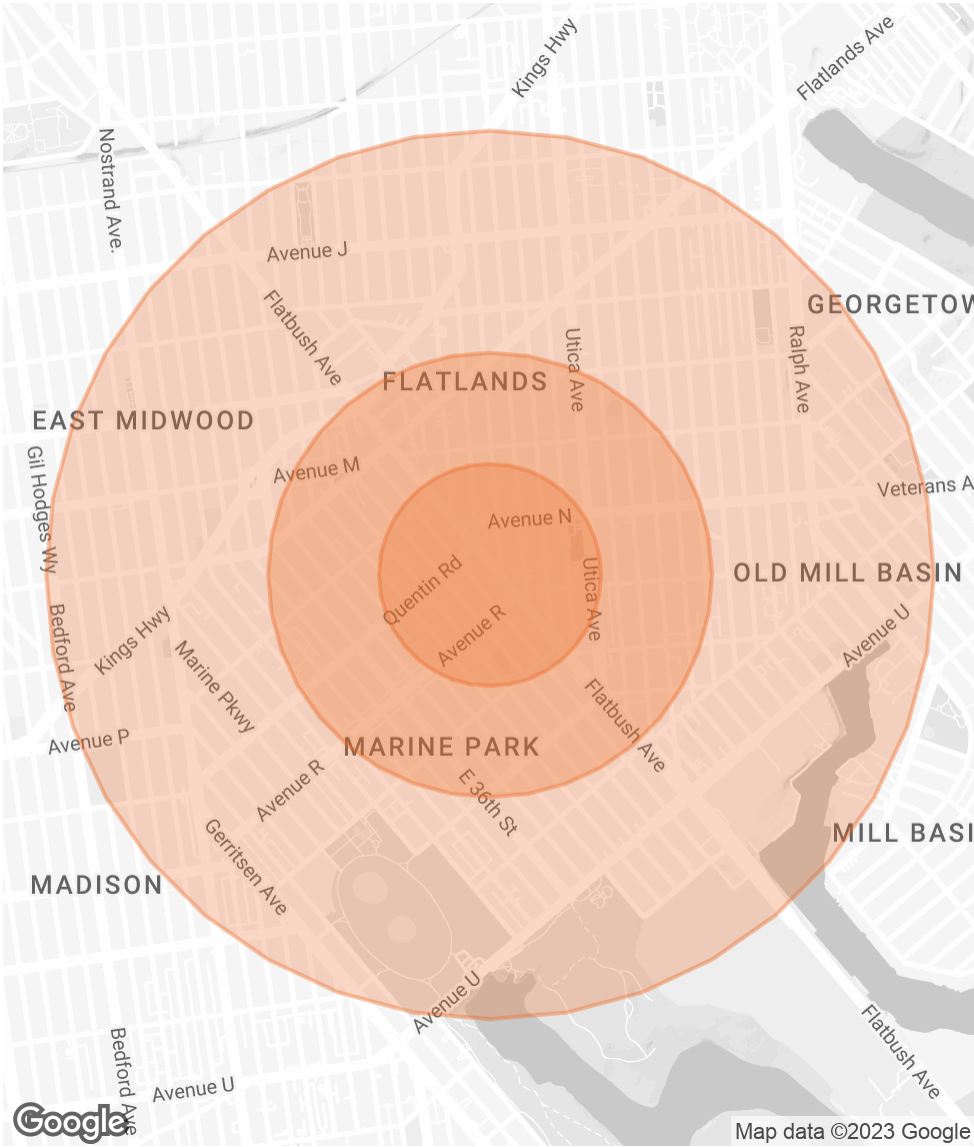 Kings Hwy
Flatlands Ave
Nostrand Ave.
Avenue J
Flatbush Ave
GEORGETOW
Utica Ave
Ralph Ave
FLATLANDS
EAST MIDWOOD
Gil Hodges Wy
Avenue M
Veterans A
Avenue N
Quentin Rd
Utica Ave
OLD MILL BASIN
Bedford Ave
Kings Hwy
Avenue R
Avenue U
Marine Pkwy
Flatbush Ave
Avenue P
MARINE PARK
Avenue R
E 36th St
MILL BASI
Gerritsen Ave
MADISON
Avenue U
Flatbush Ave
Bedford Ave
Avenue U
Google
Map data ©2023 Google